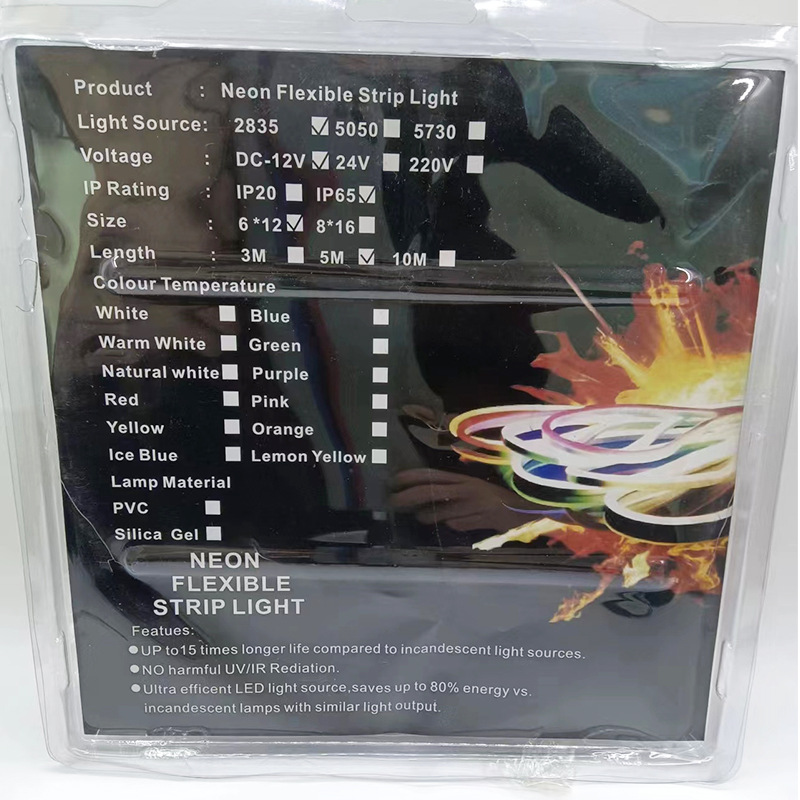 Product : Neon Flexible Strip Light
Light Source: 2835 ☑ 5050 ☐ 5730 ☐
Voltage : DC-12V ☑ 24V ☐ 220V ☐
IP Rating : IP20 ☐ IP65 ☑
Size : 6*12 ☑ 8*16 ☐
Length : 3M ☐ 5M ☑ 10M ☐
Colour Temperature
White ☐ Blue ☐
Warm White ☐ Green ☐
Natural white ☐ Purple ☐
Red ☐ Pink ☐
Yellow ☐ Orange ☐
Ice Blue ☐ Lemon Yellow ☐
Lamp Material
PVC ☐
Silica Gel ☐
NEON
FLEXIBLE
STRIP LIGHT
Featues:
●UP to15 times longer life compared to incandescent light sources.
●NO harmful UV/IR Rediation.
●Ultra efficent LED light source,saves up to 80% energy vs.
incandescent lamps with similar light output.